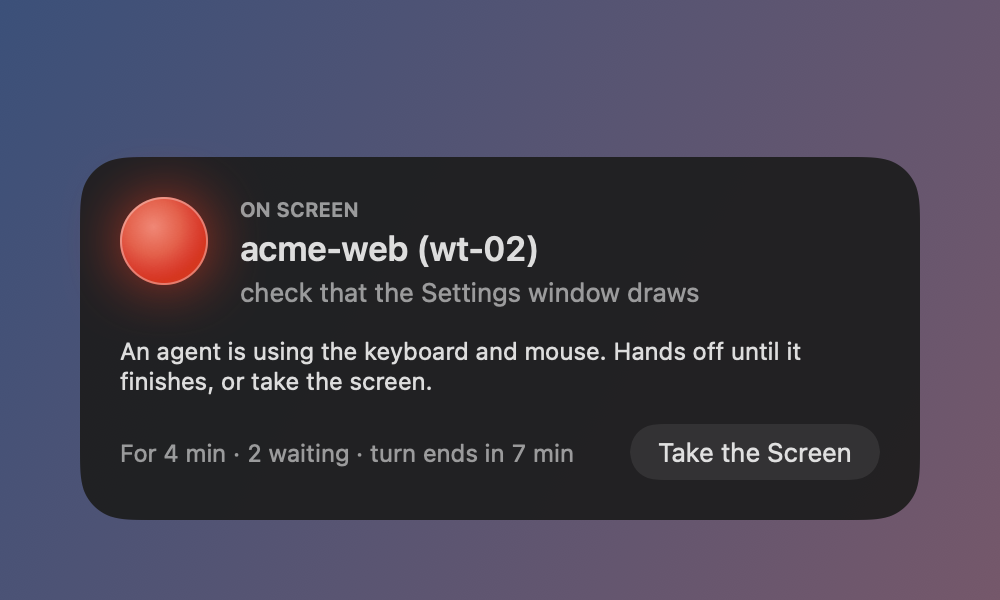 ON SCREEN
acme-web (wt-02)
check that the Settings window draws
An agent is using the keyboard and mouse. Hands off until it
finishes, or take the screen.
For 4 min · 2 waiting · turn ends in 7 min
Take the Screen